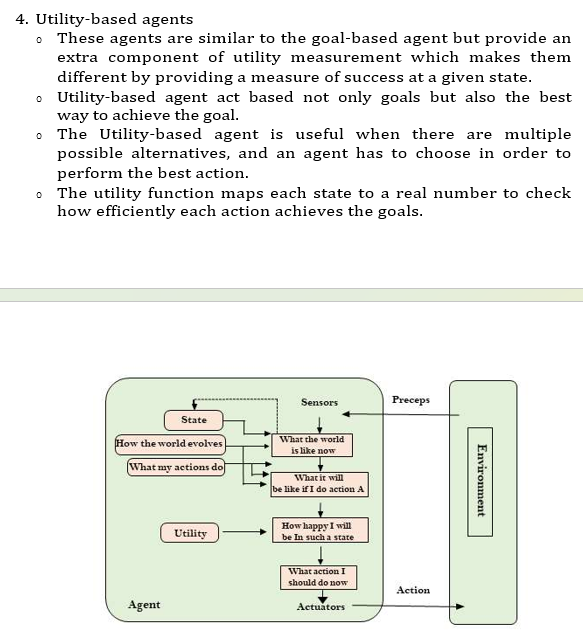 4. Utility-based agents
o These agents are similar to the goal-based agent but provide an
extra component of utility measurement which makes them
different by providing a measure of success at a given state.
o Utility-based agent act based not only goals but also the best
way to achieve the goal.
o The Utility-based agent is useful when there are multiple
possible alternatives, and an agent has to choose in order to
perform the best action.
o The utility function maps each state to a real number to check
how efficiently each action achieves the goals.
Sensors
Preceps
State
How the world evolves
What the world
is like now
What my actions do
What it will
be like if I do action A
Environment
Utility
How happy I will
be In such a state
What action I
should do now
Action
Agent
Actuators